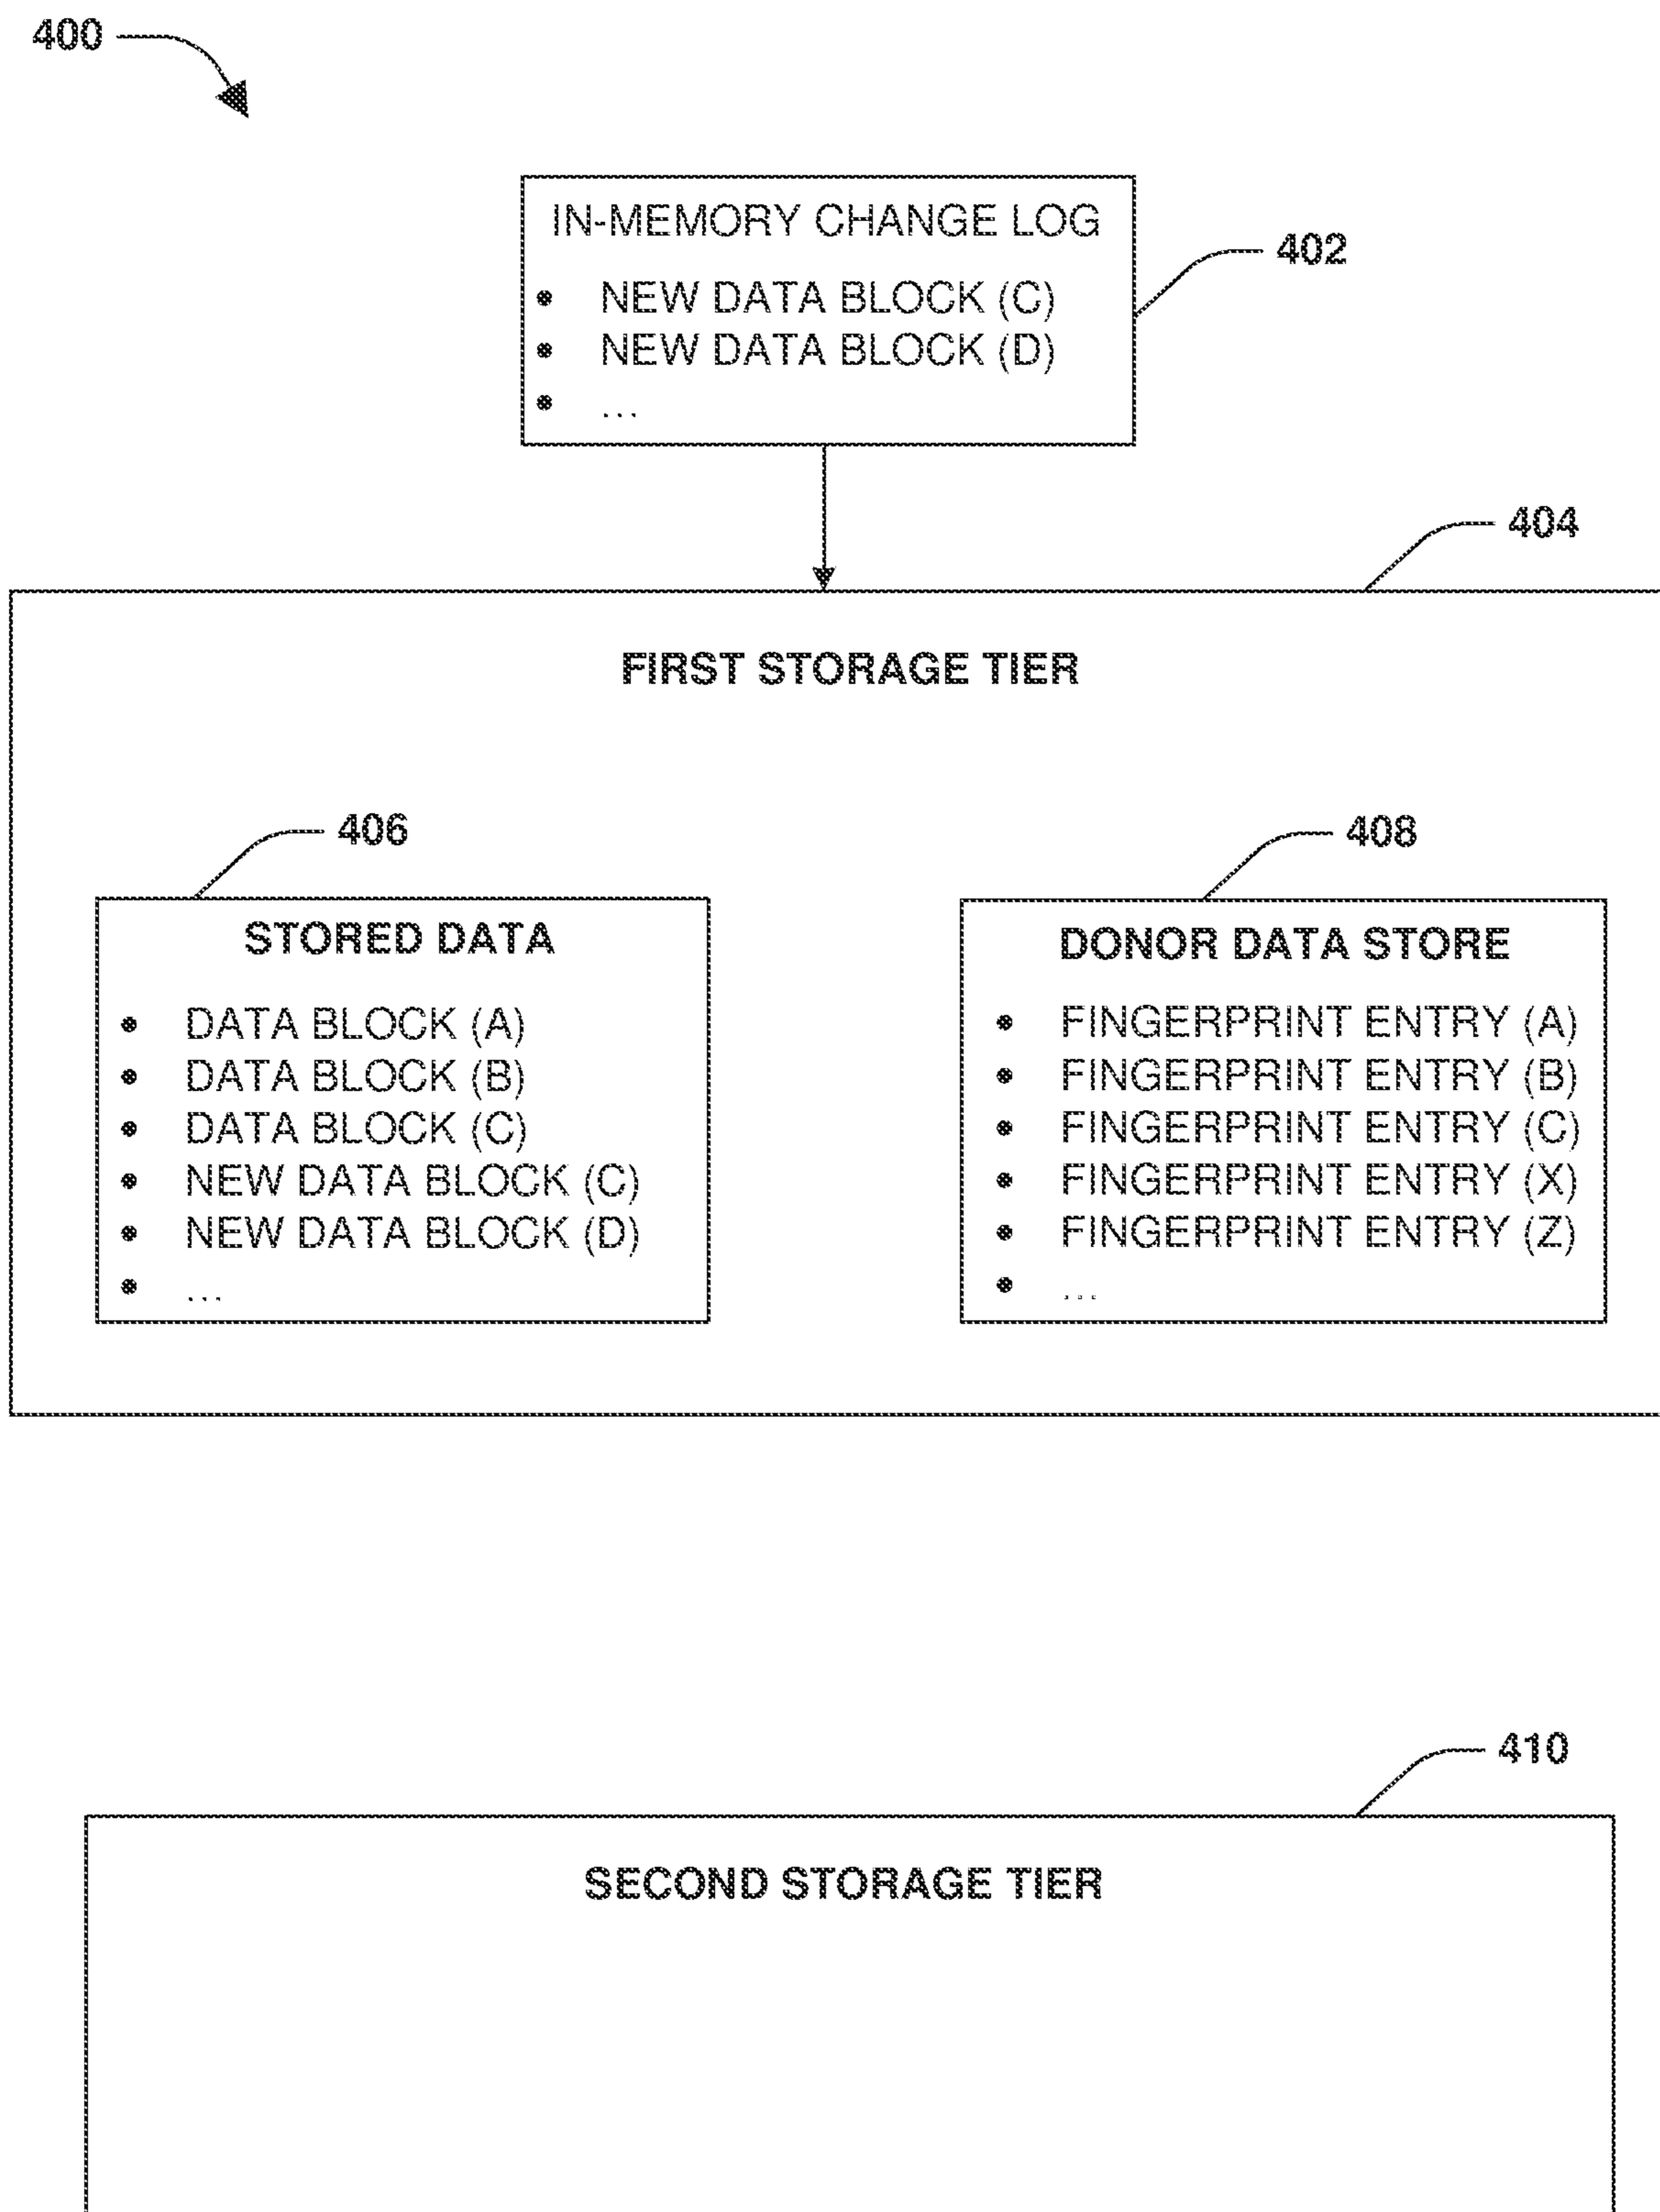 400
IN-MEMORY CHANGE LOG
402
• NEW DATA BLOCK (C)
• NEW DATA BLOCK (D)
• ...
404
FIRST STORAGE TIER
406
408
STORED DATA
• DATA BLOCK (A)
• DATA BLOCK (B)
• DATA BLOCK (C)
• NEW DATA BLOCK (C)
• NEW DATA BLOCK (D)
• ...
DONOR DATA STORE
• FINGERPRINT ENTRY (A)
• FINGERPRINT ENTRY (B)
• FINGERPRINT ENTRY (C)
• FINGERPRINT ENTRY (X)
• FINGERPRINT ENTRY (Z)
• ...
410
SECOND STORAGE TIER